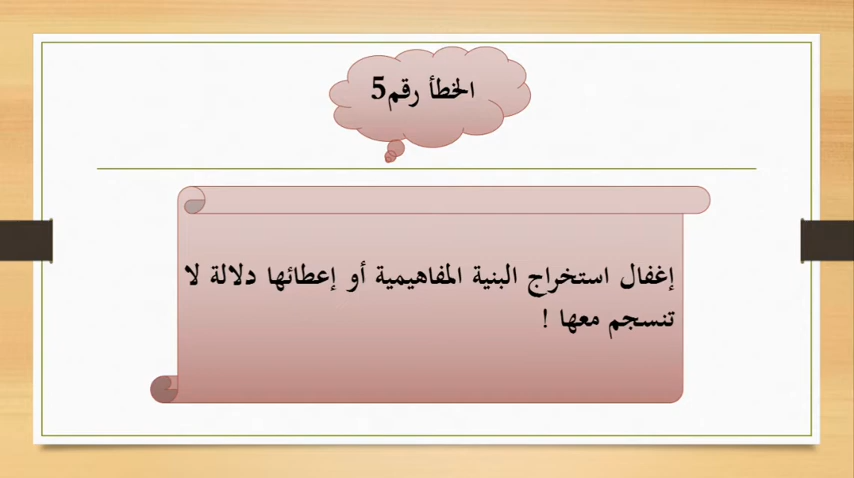 الخطأ رقم5
إغفال استخراج البنية المفاهيمية أو إعطائها دلالة لا
تنسجم معها !